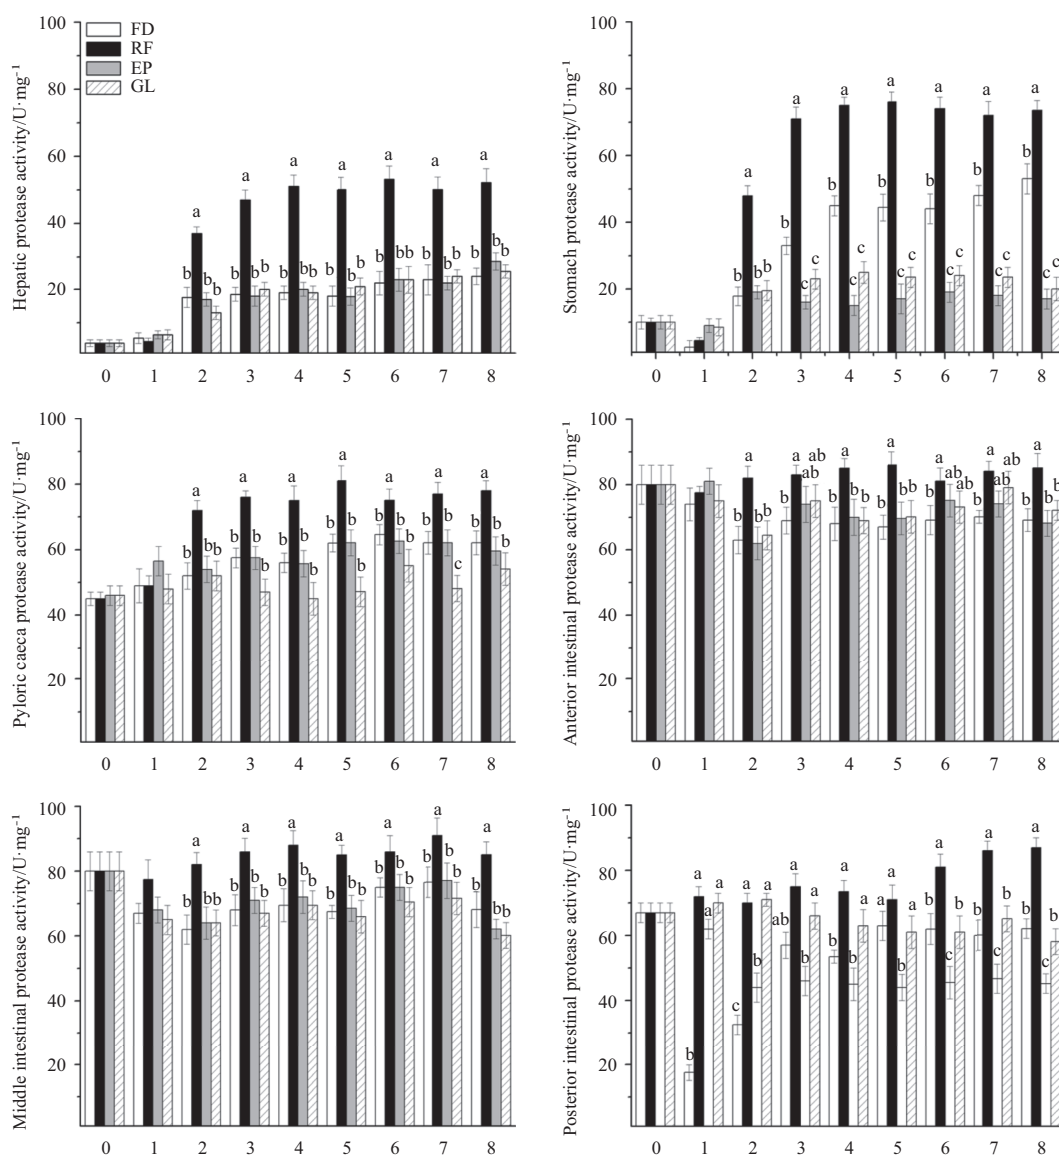 100
80
60
40
20
Hepatic protease activity/U·mg⁻¹
FD
RF
EP
GL
a a a a a a a
b b b b b b b b b b b b b b b b b b b b b
0 1 2 3 4 5 6 7 8
100
80
60
40
20
Stomach protease activity/U·mg⁻¹
a a a a a a a
b b b b b b b b b
c c c c c c c c c c c c
0 1 2 3 4 5 6 7 8
100
80
60
40
20
Pyloric caeca protease activity/U·mg⁻¹
a a a a a a a
b b b b b b b b b b b b b b b b b b b b c
0 1 2 3 4 5 6 7 8
100
80
60
40
20
Anterior intestinal protease activity/U·mg⁻¹
a a a a a a a
b b b b ab ab b b b b b b b ab ab b ab ab b b b
0 1 2 3 4 5 6 7 8
100
80
60
40
20
Middle intestinal protease activity/U·mg⁻¹
a a a a a a a
b b b b b b b b b b b b b b b b b b b b b
0 1 2 3 4 5 6 7 8
100
80
60
40
20
Posterior intestinal protease activity/U·mg⁻¹
b a a a
c a b a
ab a b a
b a b a
b a b a
b a c b
b a c b
b a c b
0 1 2 3 4 5 6 7 8